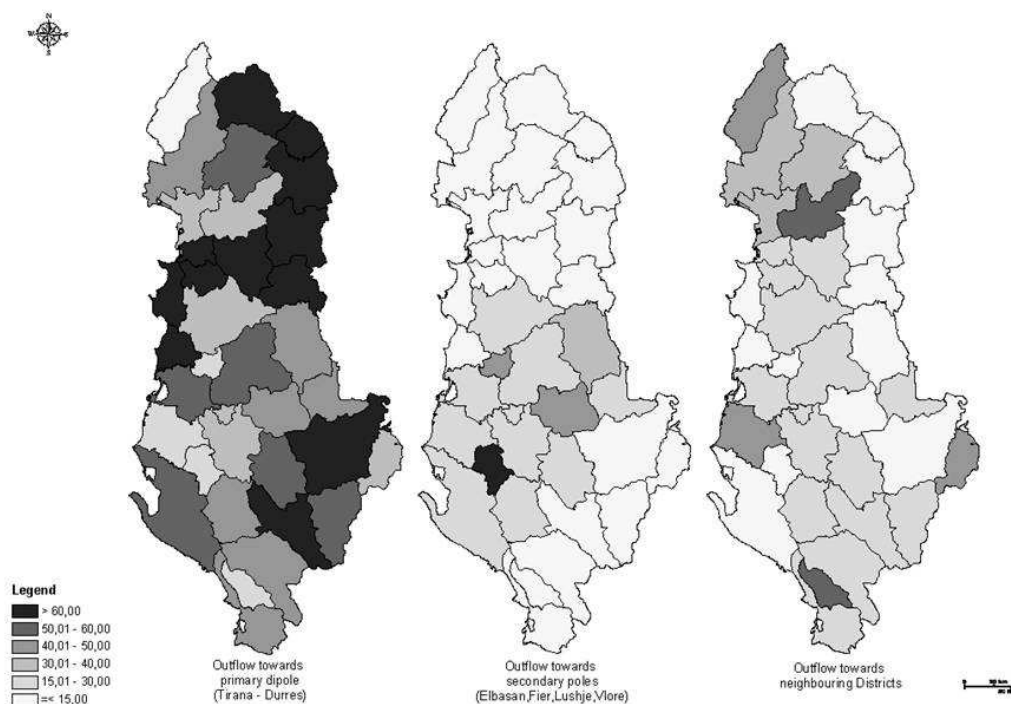 N
W
E
S
Legend
> 60,00
50,01 - 60,00
40,01 - 50,00
30,01 - 40,00
15,01 - 30,00
=< 15,00
Outflow towards
primary dipole
(Tirana - Durres)
Outflow towards
secondary poles
(Elbasan,Fier,Lushje,Vlore)
Outflow towards
neighbouring Districts
0